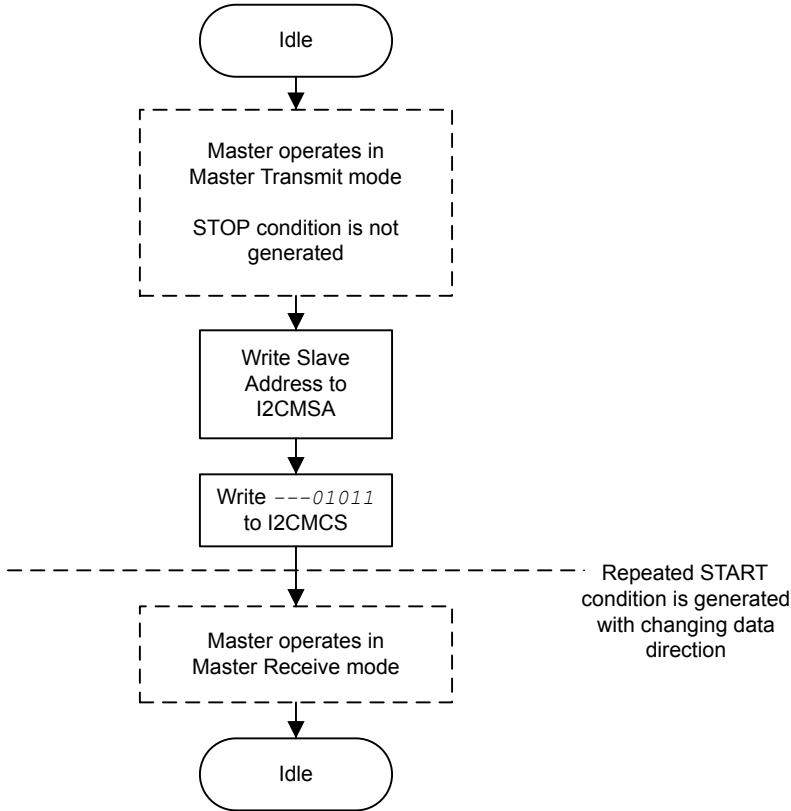 Idle
Master operates in
Master Transmit mode
STOP condition is not
generated
Write Slave
Address to
I2CMSA
Write ---01011
to I2CMCS
Repeated START
condition is generated
with changing data
direction
Master operates in
Master Receive mode
Idle